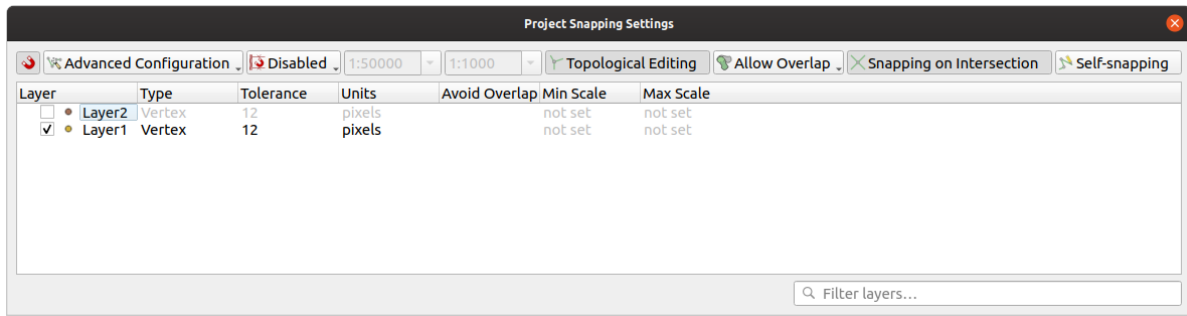 Project Snapping Settings
Advanced Configuration Disabled 1:50000 1:1000 Topological Editing Allow Overlap Snapping on Intersection Self-snapping
Layer Type Tolerance Units Avoid Overlap Min Scale Max Scale
Layer2 Vertex 12 pixels not set not set
Layer1 Vertex 12 pixels not set not set
Filter layers...